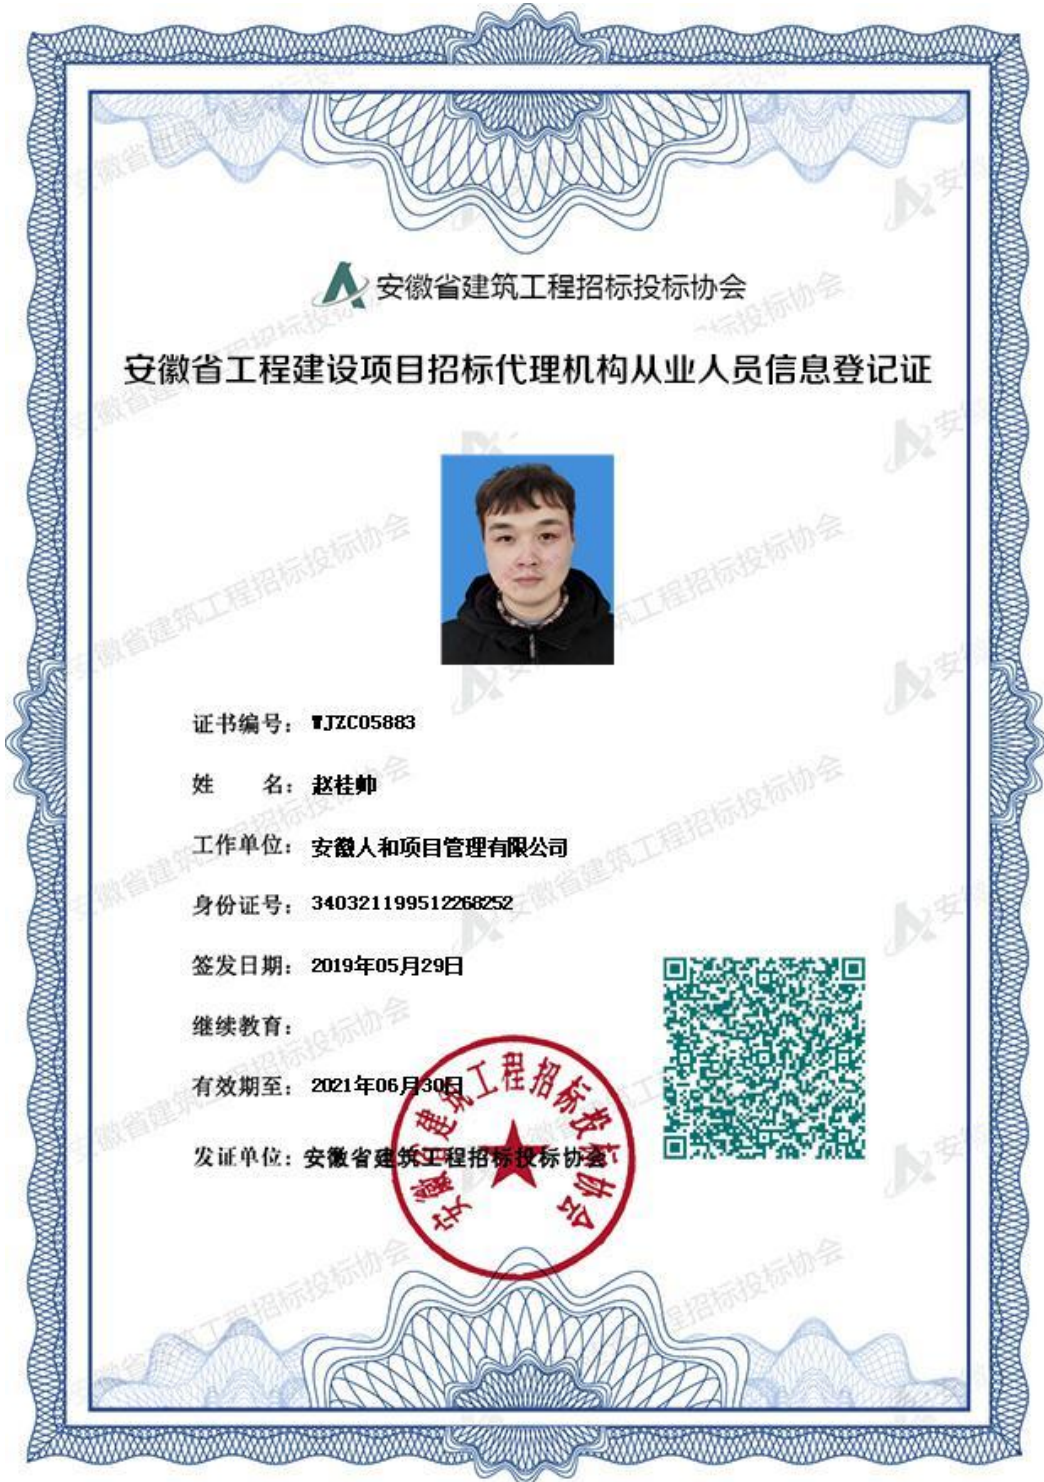 安徽省建筑工程招标投标协会
安徽省工程建设项目招标代理机构从业人员信息登记证
证书编号：WJZC05883
姓 名：赵桂帅
工作单位：安徽人和项目管理有限公司
身份证号：340321199512268252
签发日期：2019年05月29日
继续教育：
有效期至：2021年06月30日
发证单位：安徽省建筑工程招标投标协会
安徽省建筑工程招标投标协会